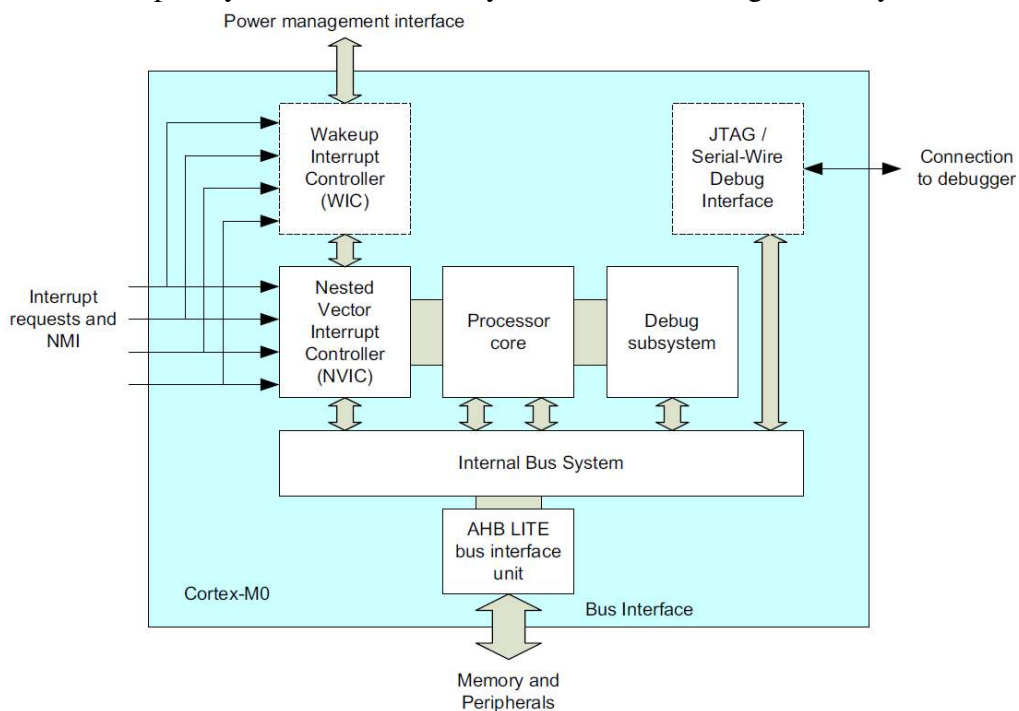 Power management interface
Wakeup
Interrupt
Controller
(WIC)
JTAG /
Serial-Wire
Debug
Interface
Connection
to debugger
Interrupt
requests and
NMI
Nested
Vector
Interrupt
Controller
(NVIC)
Processor
core
Debug
subsystem
Internal Bus System
AHB LITE
bus interface
unit
Cortex-M0
Bus Interface
Memory and
Peripherals